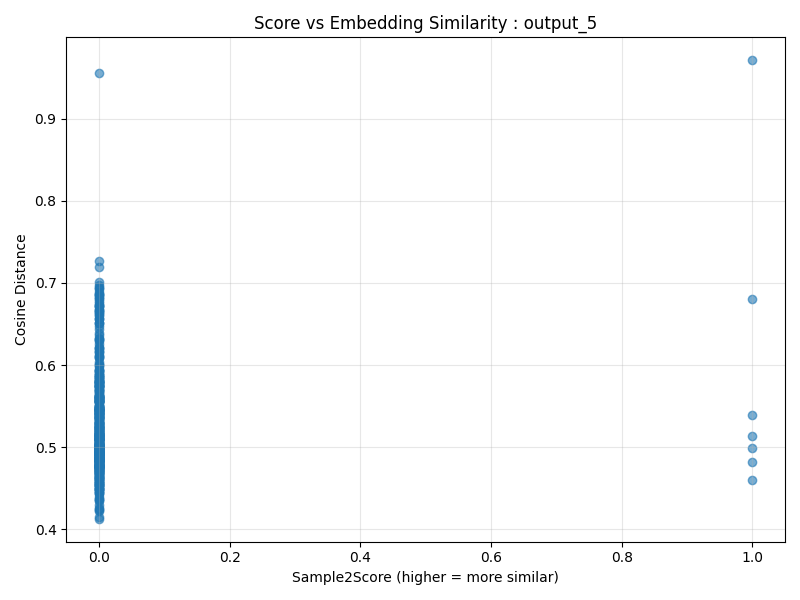 Score vs Embedding Similarity : output_5
Cosine Distance
0.9
0.8
0.7
0.6
0.5
0.4
0.0 0.2 0.4 0.6 0.8 1.0
Sample2Score (higher = more similar)